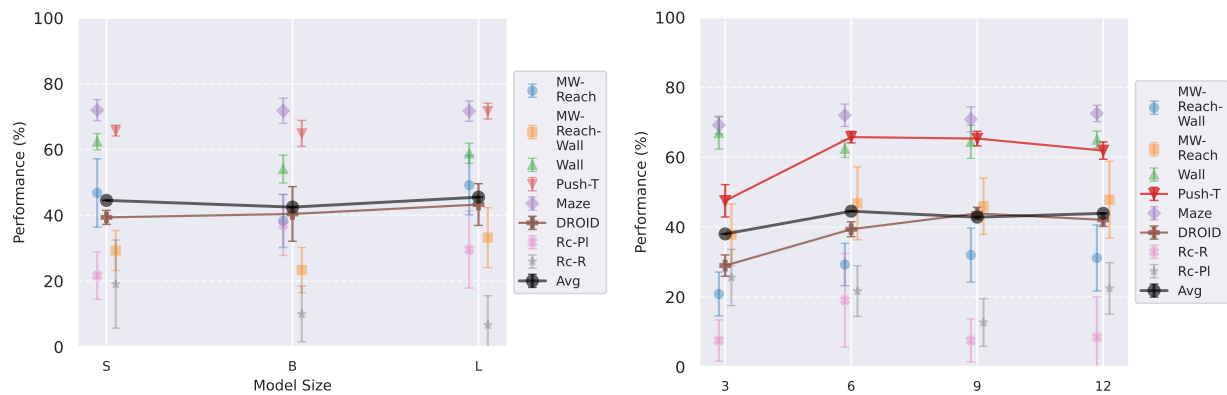 100
80
60
40
20
0
Performance (%)
S
B
L
Model Size
MW-
Reach
MW-
Reach-
Wall
Wall
Push-T
Maze
DROID
Rc-Pl
Rc-R
Avg
100
80
60
40
20
0
Performance (%)
3
6
9
12
MW-
Reach-
Wall
MW-
Reach
Wall
Push-T
Maze
DROID
Rc-R
Rc-Pl
Avg